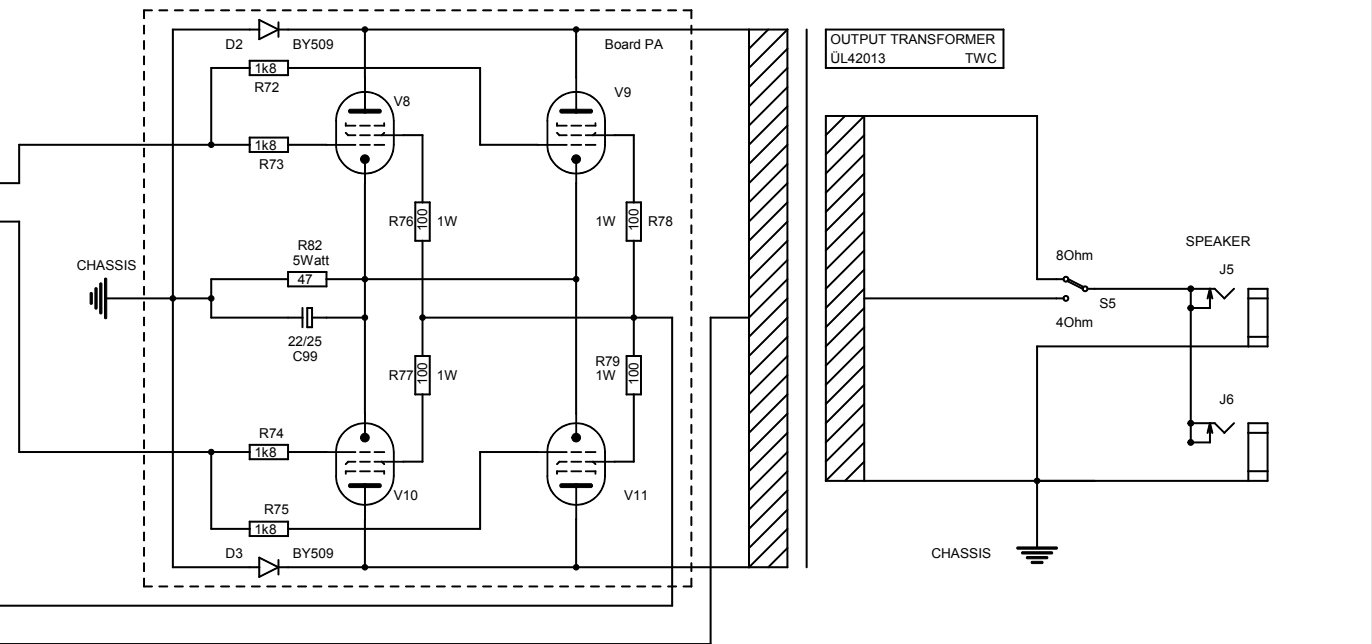 D2 BY509 Board PA
1k8
R72
V8
V9
1k8
R73
R76 100 1W
1W 100 R78
R82
5Watt
47
CHASSIS
22/25
C99
R77 100 1W
R79
1W 100
R74
1k8
V10
V11
R75
1k8
D3 BY509
OUTPUT TRANSFORMER
ÜL42013 TWC
SPEAKER
8Ohm
J5
S5
4Ohm
J6
CHASSIS